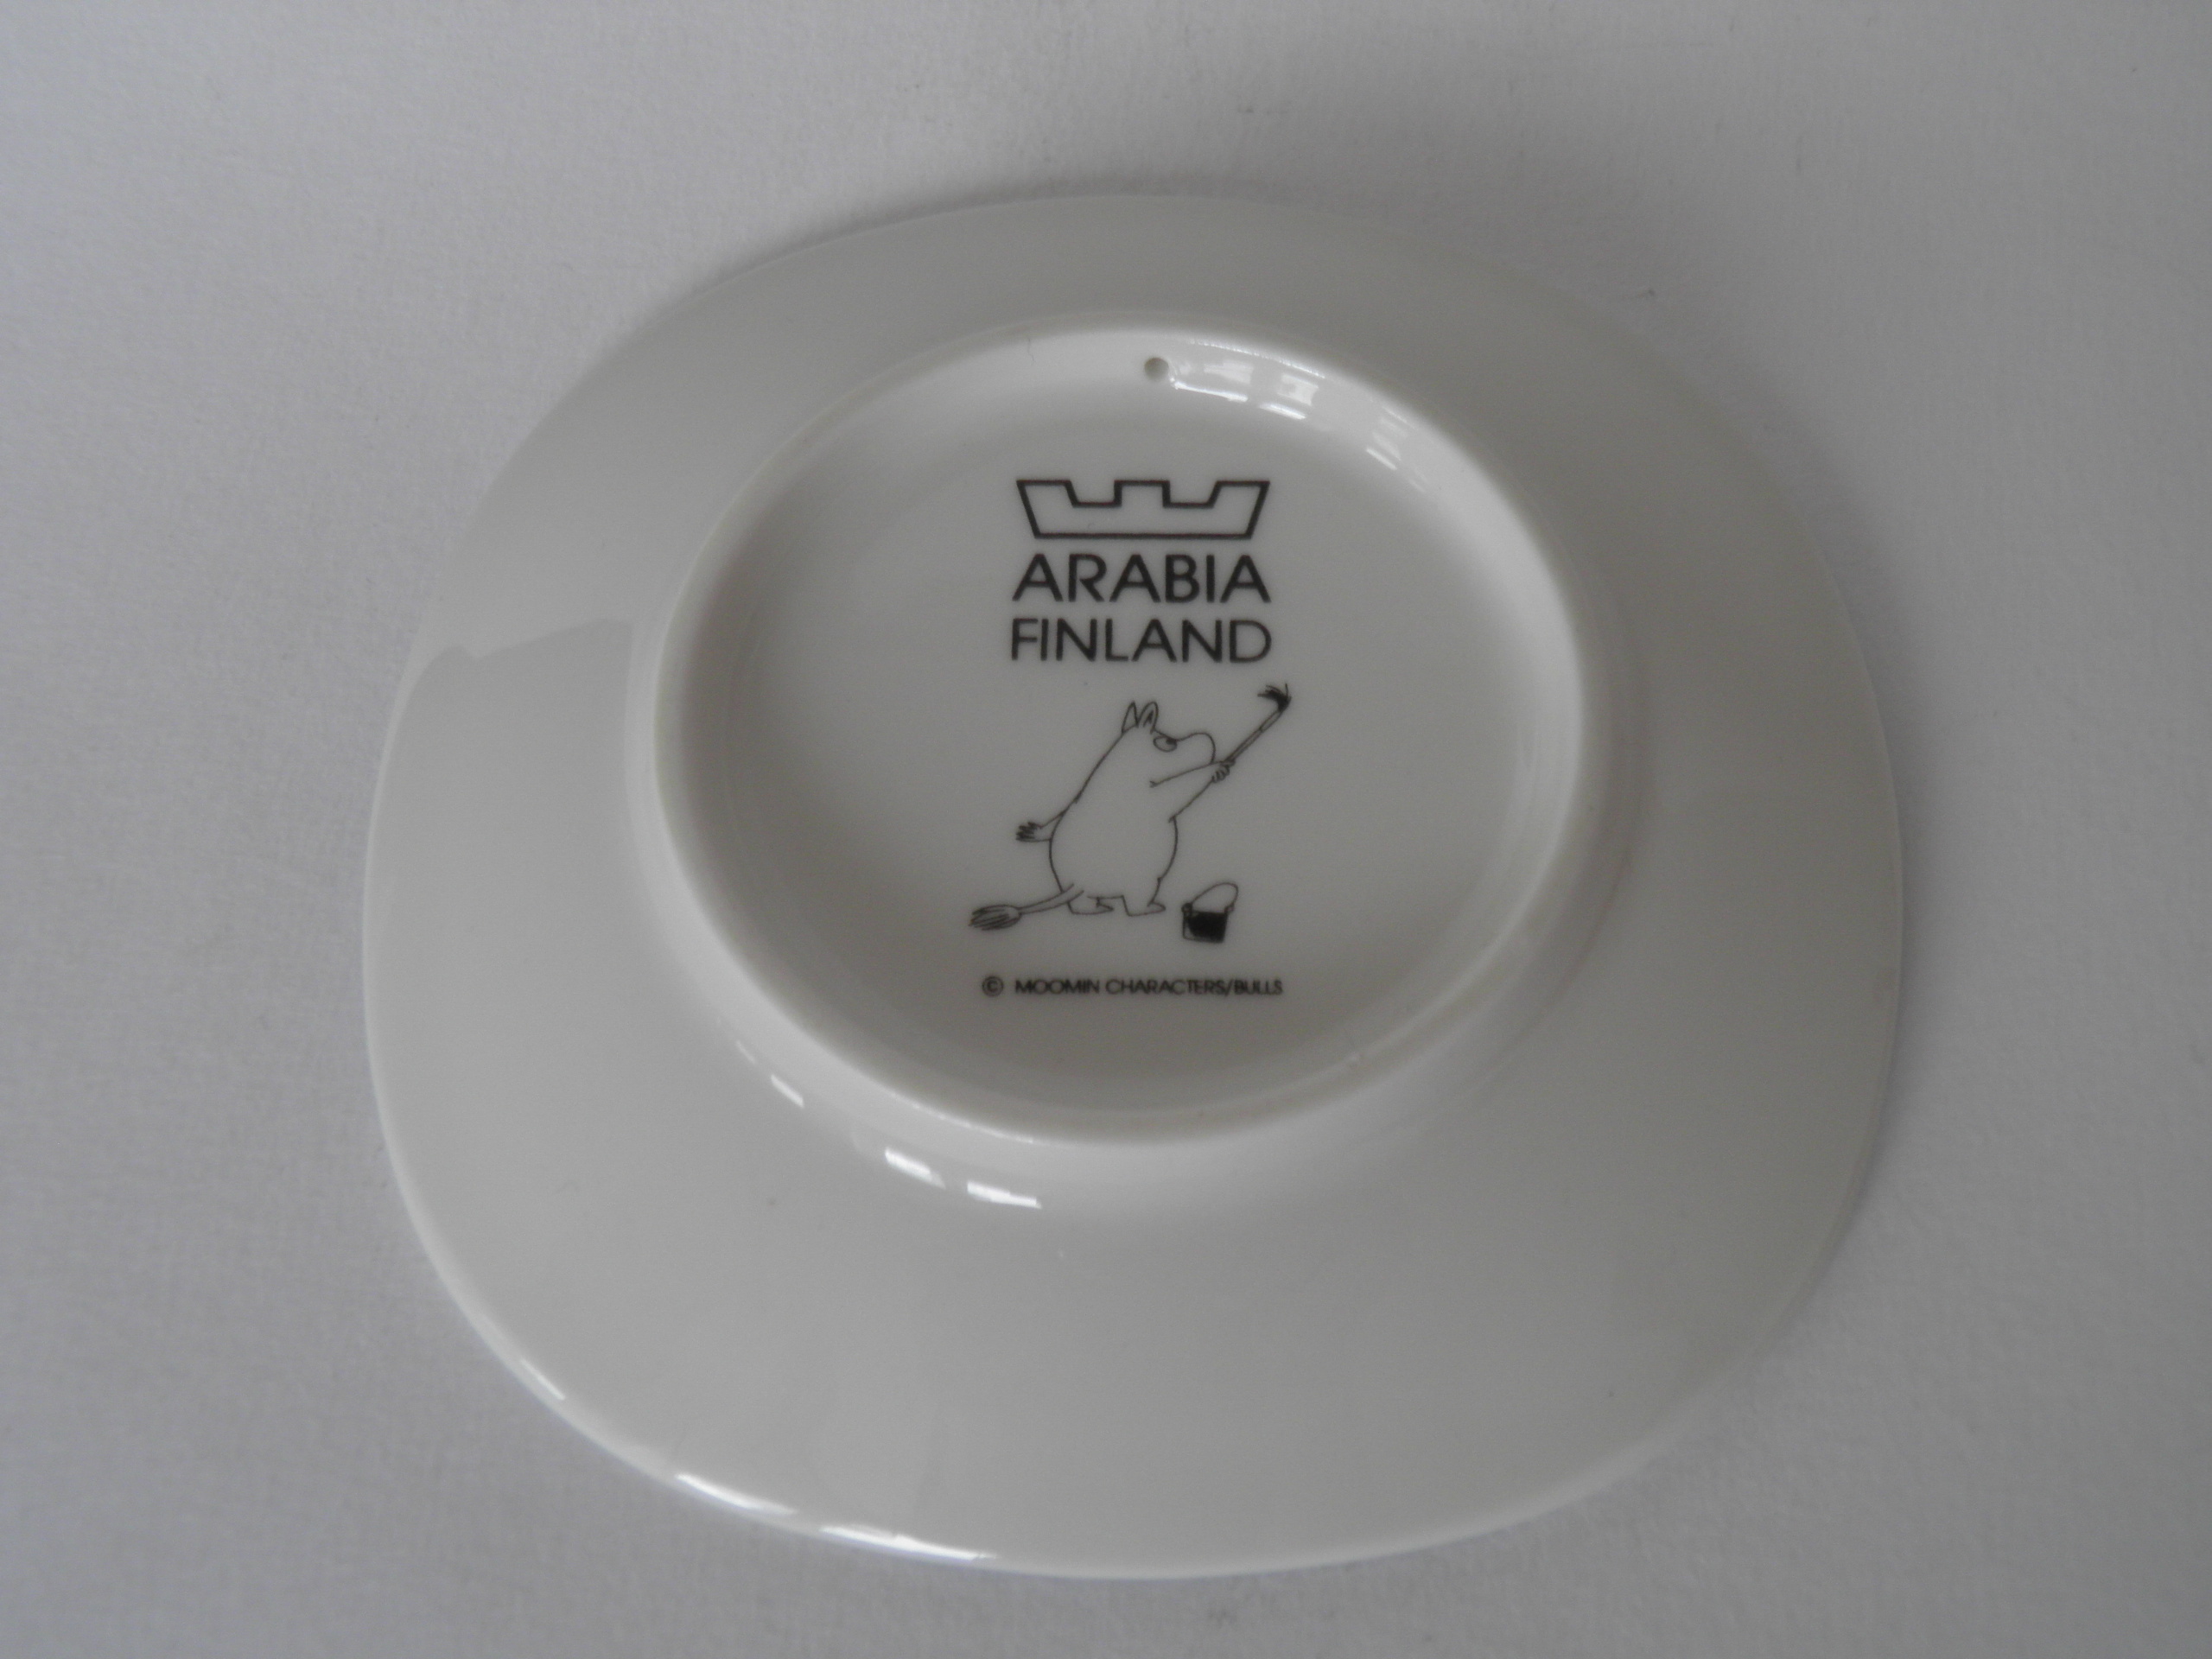 ARABIA
FINLAND
© MOOMIN CHARACTERS/BULLS